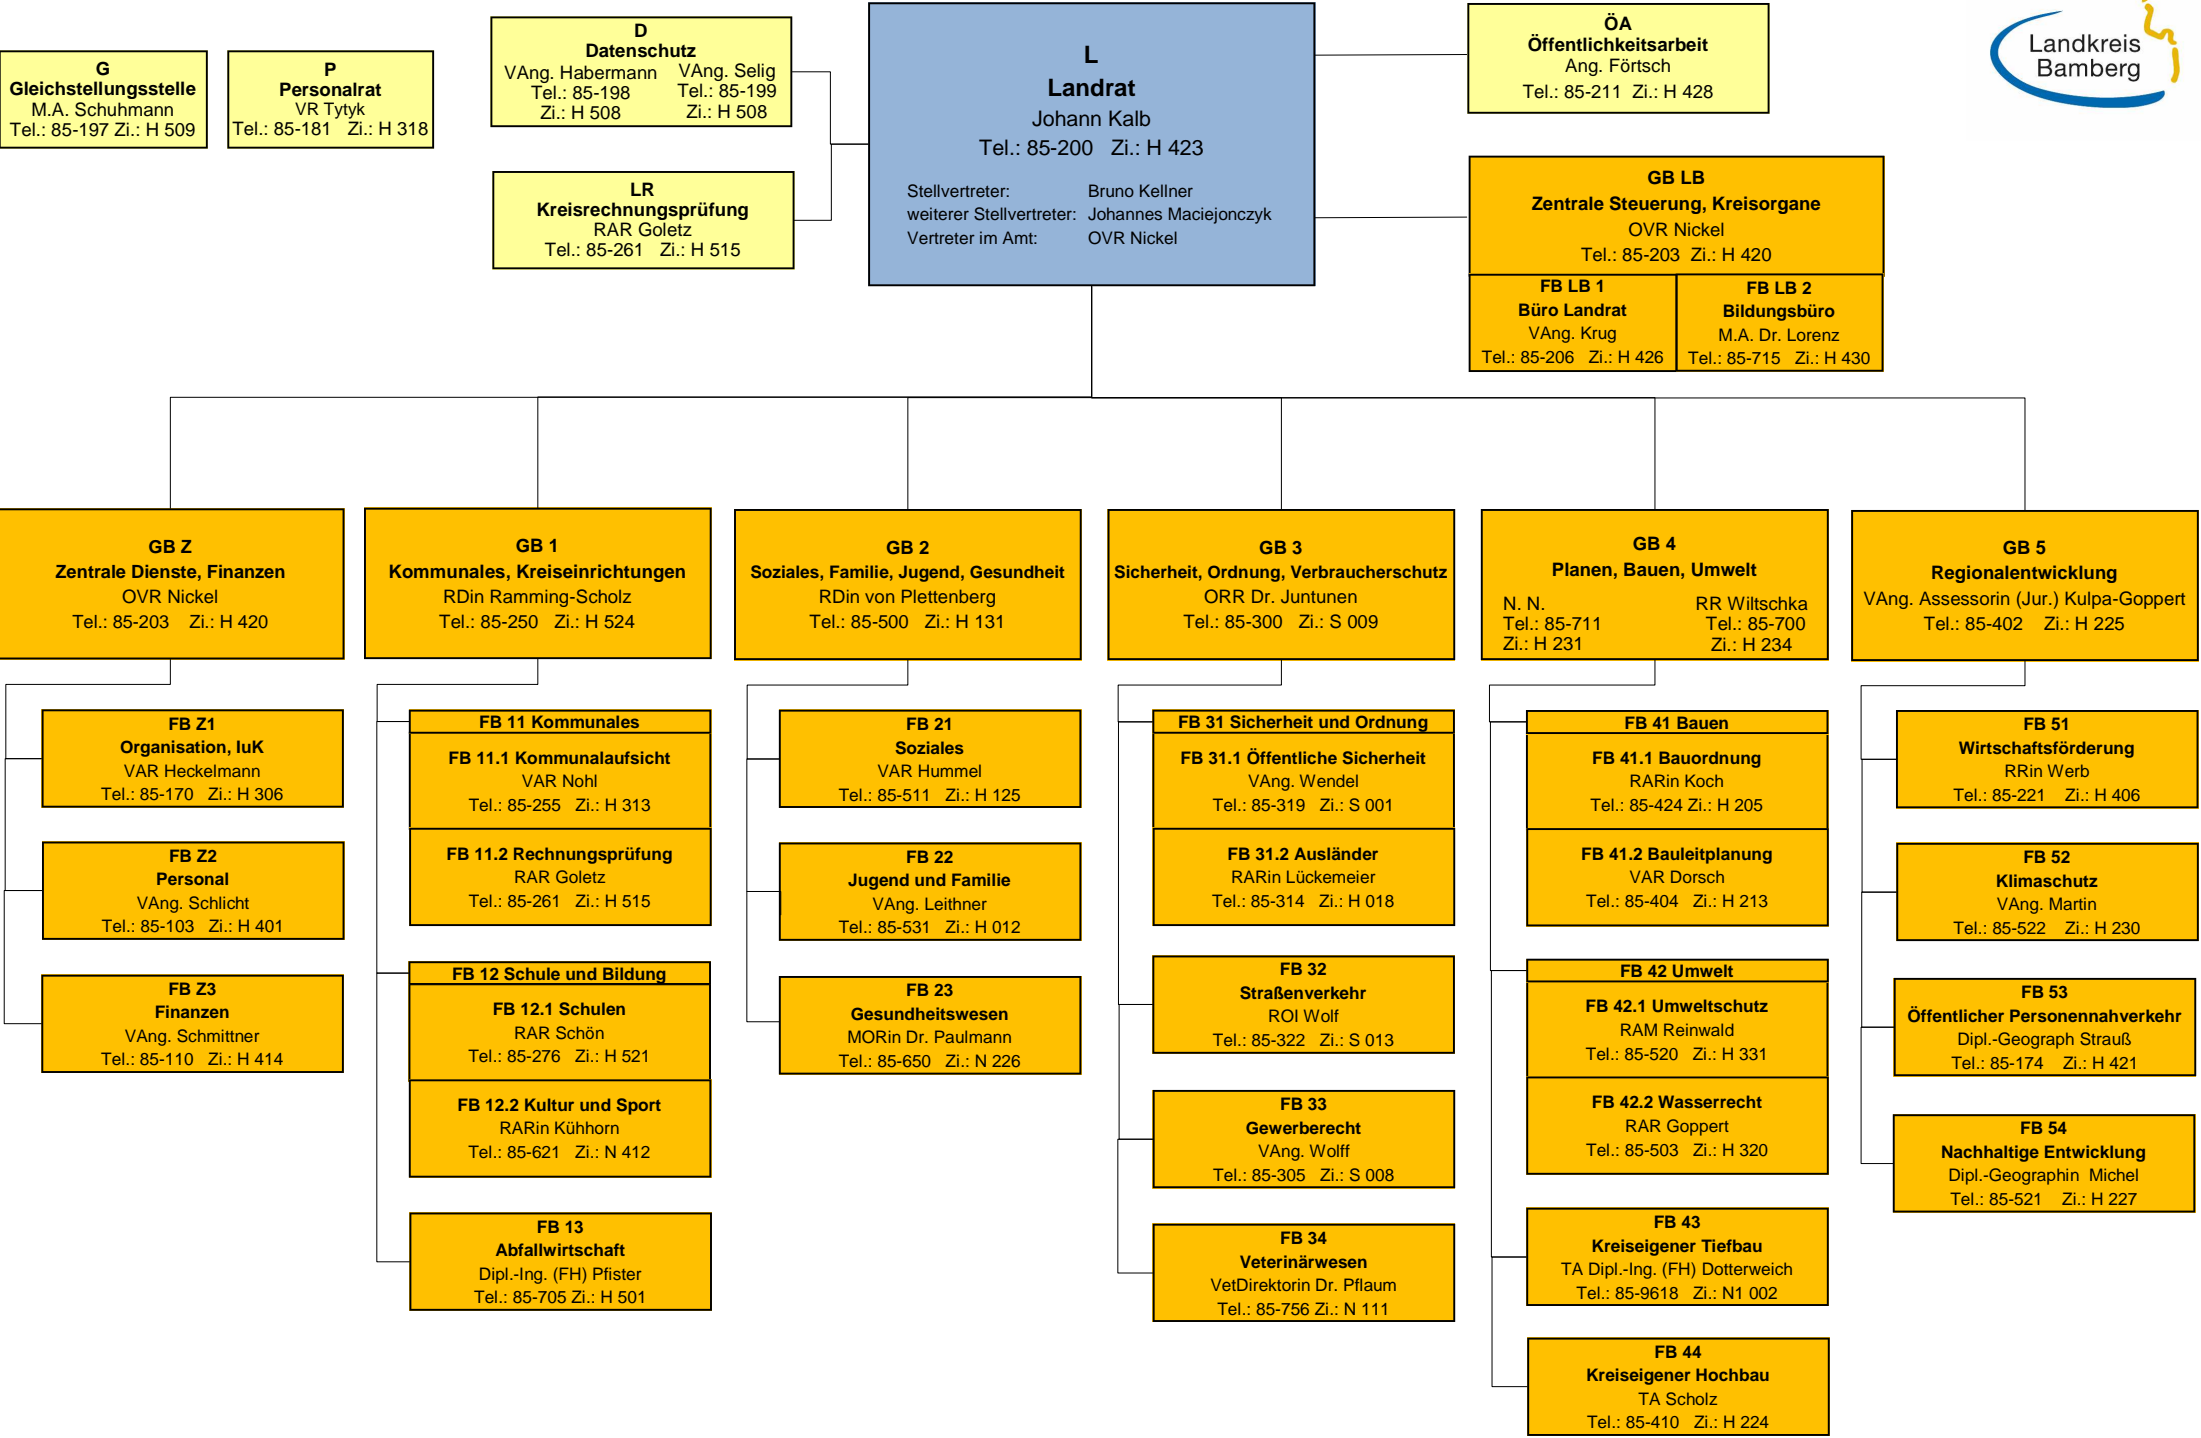 G
Gleichstellungsstelle
M.A. Schuhmann
Tel.: 85-197 Zi.: H 509
P
Personalrat
VR Tytyk
Tel.: 85-181 Zi.: H 318
D
Datenschutz
VAng. Habermann
Tel.: 85-198
Zi.: H 508
VAng. Selig
Tel.: 85-199
Zi.: H 508
LR
Kreisrechnungsprüfung
RAR Goletz
Tel.: 85-261 Zi.: H 515
L
Landrat
Johann Kalb
Tel.: 85-200 Zi.: H 423
Stellvertreter: Bruno Kellner
weiterer Stellvertreter: Johannes Maciejonczyk
Vertreter im Amt: OVR Nickel
ÖA
Öffentlichkeitsarbeit
Ang. Förtsch
Tel.: 85-211 Zi.: H 428
Landkreis
Bamberg
GB LB
Zentrale Steuerung, Kreisorgane
OVR Nickel
Tel.: 85-203 Zi.: H 420
FB LB 1
Büro Landrat
VAng. Krug
Tel.: 85-206 Zi.: H 426
FB LB 2
Bildungsbüro
M.A. Dr. Lorenz
Tel.: 85-715 Zi.: H 430
GB Z
Zentrale Dienste, Finanzen
OVR Nickel
Tel.: 85-203 Zi.: H 420
FB Z1
Organisation, IuK
VAR Heckelmann
Tel.: 85-170 Zi.: H 306
FB Z2
Personal
VAng. Schlicht
Tel.: 85-103 Zi.: H 401
FB Z3
Finanzen
VAng. Schmittner
Tel.: 85-110 Zi.: H 414
GB 1
Kommunales, Kreiseinrichtungen
RDin Ramming-Scholz
Tel.: 85-250 Zi.: H 524
FB 11 Kommunales
FB 11.1 Kommunalaufsicht
VAR Nohl
Tel.: 85-255 Zi.: H 313
FB 11.2 Rechnungsprüfung
RAR Goletz
Tel.: 85-261 Zi.: H 515
FB 12 Schule und Bildung
FB 12.1 Schulen
RAR Schön
Tel.: 85-276 Zi.: H 521
FB 12.2 Kultur und Sport
RARin Kühhorn
Tel.: 85-621 Zi.: N 412
FB 13
Abfallwirtschaft
Dipl.-Ing. (FH) Pfister
Tel.: 85-705 Zi.: H 501
GB 2
Soziales, Familie, Jugend, Gesundheit
RDin von Plettenberg
Tel.: 85-500 Zi.: H 131
FB 21
Soziales
VAR Hummel
Tel.: 85-511 Zi.: H 125
FB 22
Jugend und Familie
VAng. Leithner
Tel.: 85-531 Zi.: H 012
FB 23
Gesundheitswesen
MORin Dr. Paulmann
Tel.: 85-650 Zi.: N 226
GB 3
Sicherheit, Ordnung, Verbraucherschutz
ORR Dr. Juntunen
Tel.: 85-300 Zi.: S 009
FB 31 Sicherheit und Ordnung
FB 31.1 Öffentliche Sicherheit
VAng. Wendel
Tel.: 85-319 Zi.: S 001
FB 31.2 Ausländer
RARin Lückemeier
Tel.: 85-314 Zi.: H 018
FB 32
Straßenverkehr
ROI Wolf
Tel.: 85-322 Zi.: S 013
FB 33
Gewerberecht
VAng. Wolff
Tel.: 85-305 Zi.: S 008
FB 34
Veterinärwesen
VetDirektorin Dr. Pflaum
Tel.: 85-756 Zi.: N 111
GB 4
Planen, Bauen, Umwelt
N. N.
Tel.: 85-711
Zi.: H 231
RR Wiltschka
Tel.: 85-700
Zi.: H 234
FB 41 Bauen
FB 41.1 Bauordnung
RARin Koch
Tel.: 85-424 Zi.: H 205
FB 41.2 Bauleitplanung
VAR Dorsch
Tel.: 85-404 Zi.: H 213
FB 42 Umwelt
FB 42.1 Umweltschutz
RAM Reinwald
Tel.: 85-520 Zi.: H 331
FB 42.2 Wasserrecht
RAR Goppert
Tel.: 85-503 Zi.: H 320
FB 43
Kreiseigener Tiefbau
TA Dipl.-Ing. (FH) Dotterweich
Tel.: 85-9618 Zi.: N1 002
FB 44
Kreiseigener Hochbau
TA Scholz
Tel.: 85-410 Zi.: H 224
GB 5
Regionalentwicklung
VAng. Assessorin (Jur.) Kulpa-Goppert
Tel.: 85-402 Zi.: H 225
FB 51
Wirtschaftsförderung
RRin Werb
Tel.: 85-221 Zi.: H 406
FB 52
Klimaschutz
VAng. Martin
Tel.: 85-522 Zi.: H 230
FB 53
Öffentlicher Personennahverkehr
Dipl.-Geograph Strauß
Tel.: 85-174 Zi.: H 421
FB 54
Nachhaltige Entwicklung
Dipl.-Geographin Michel
Tel.: 85-521 Zi.: H 227